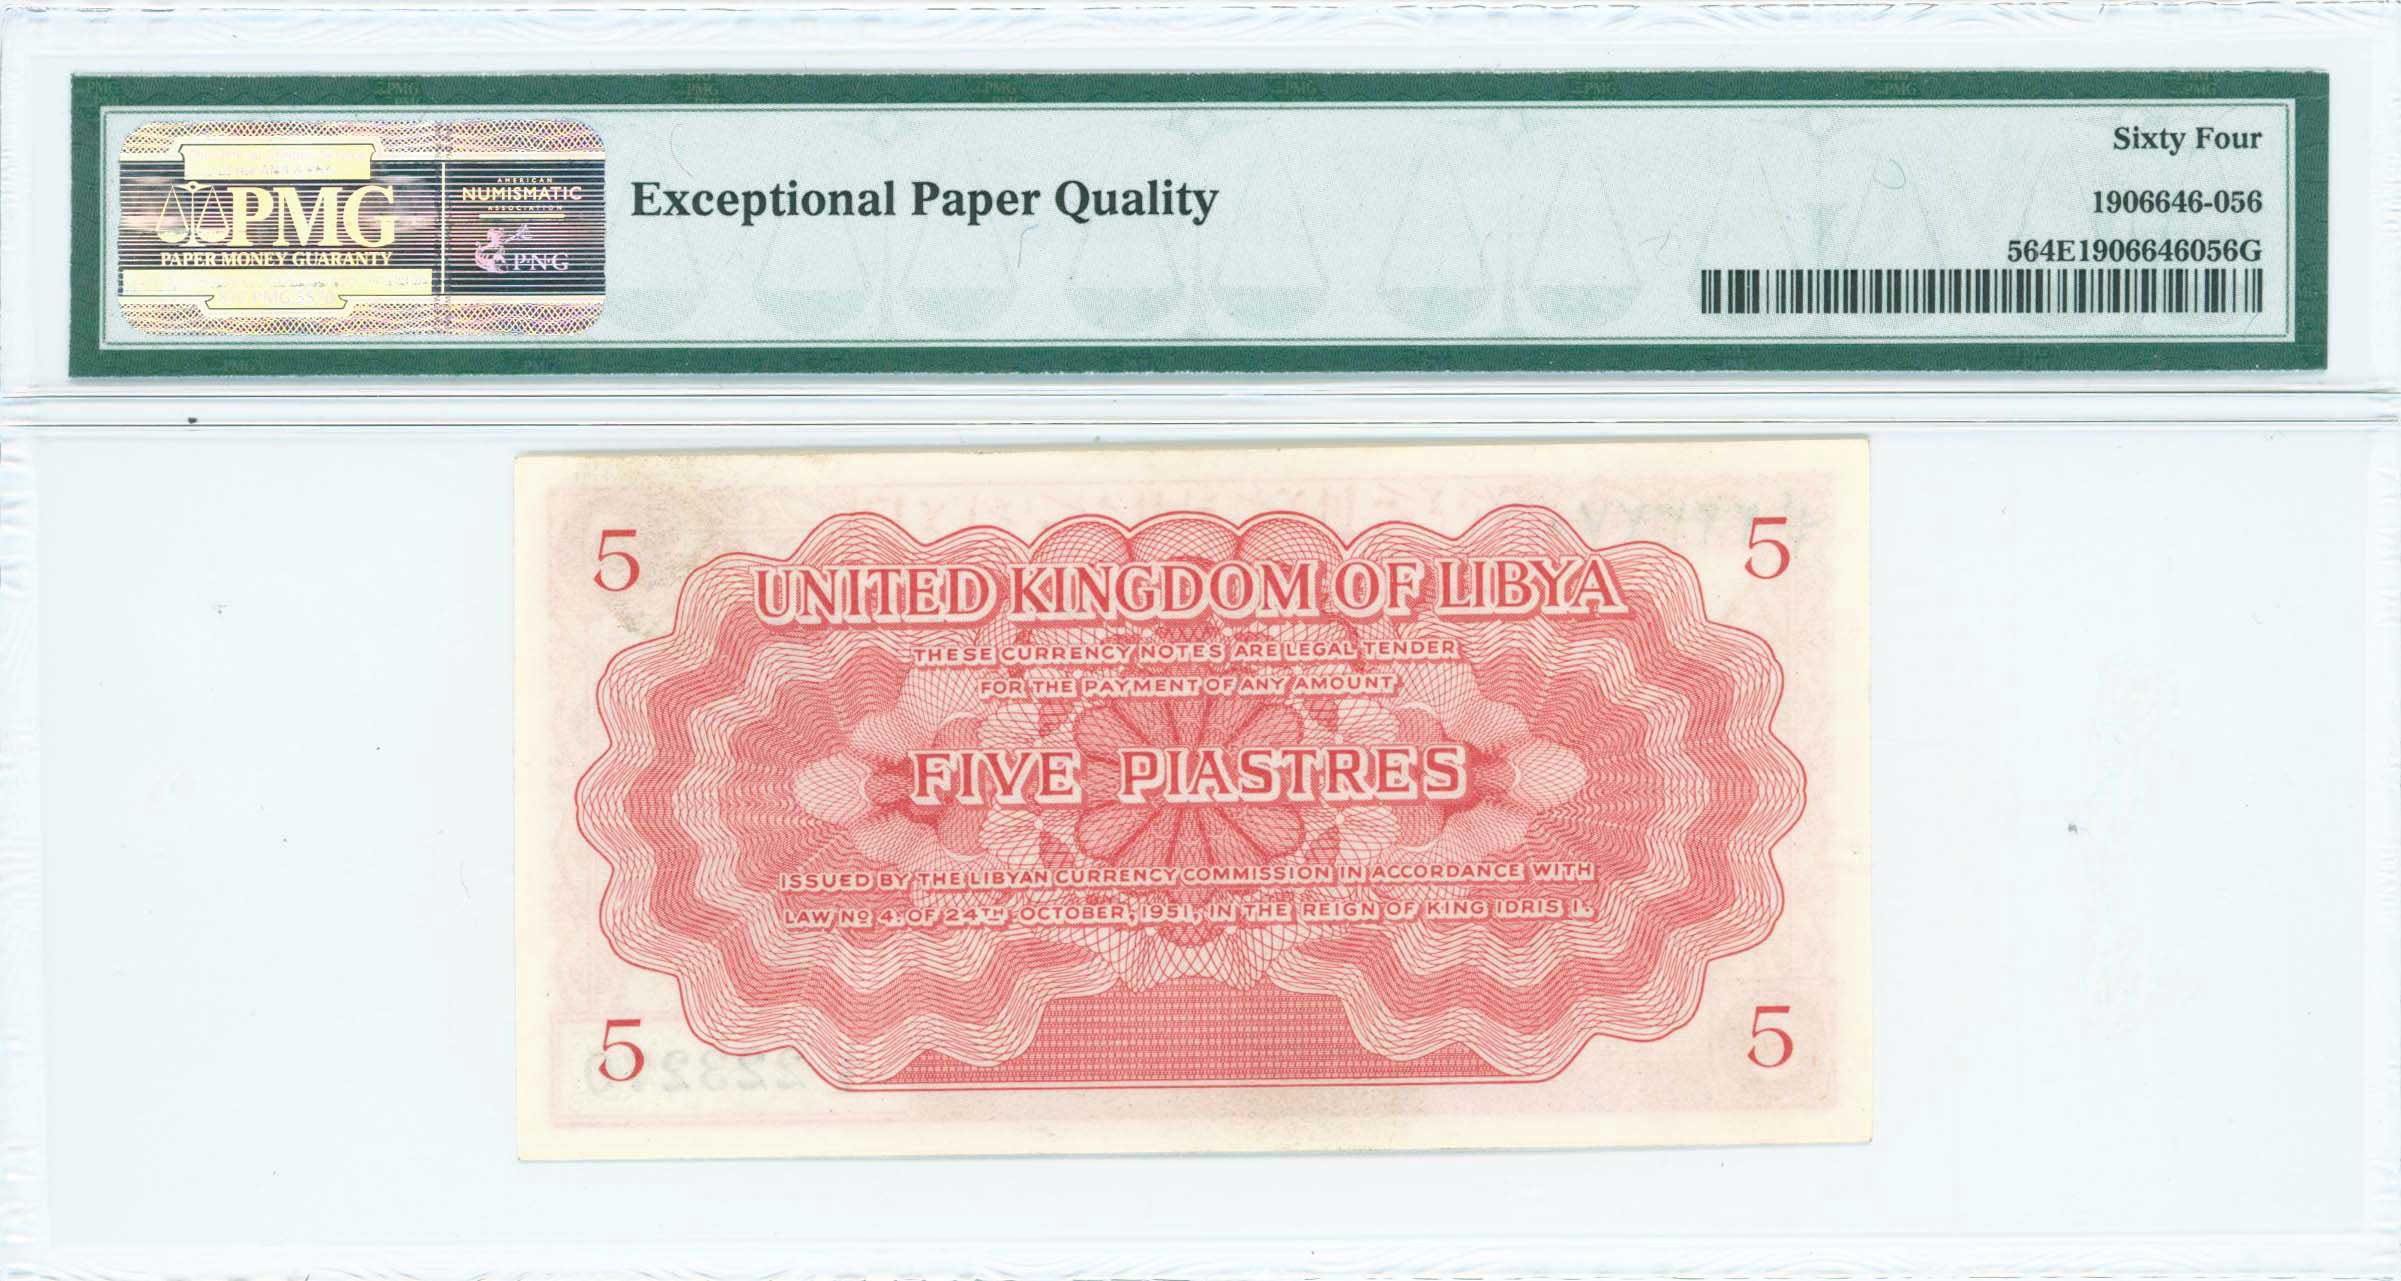 PMG
PAPER MONEY GUARANTY
AMERICAN
NUMISMATIC
ASSOCIATION
PNG
Exceptional Paper Quality
Sixty Four
1906646-056
564E1906646056G
5
5
UNITED KINGDOM OF LIBYA
THESE CURRENCY NOTES ARE LEGAL TENDER
FOR THE PAYMENT OF ANY AMOUNT
FIVE PIASTRES
ISSUED BY THE LIBYAN CURRENCY COMMISSION IN ACCORDANCE WITH
LAW Nº 4. OF 24TH OCTOBER, 1951, IN THE REIGN OF KING IDRIS I.
5
5